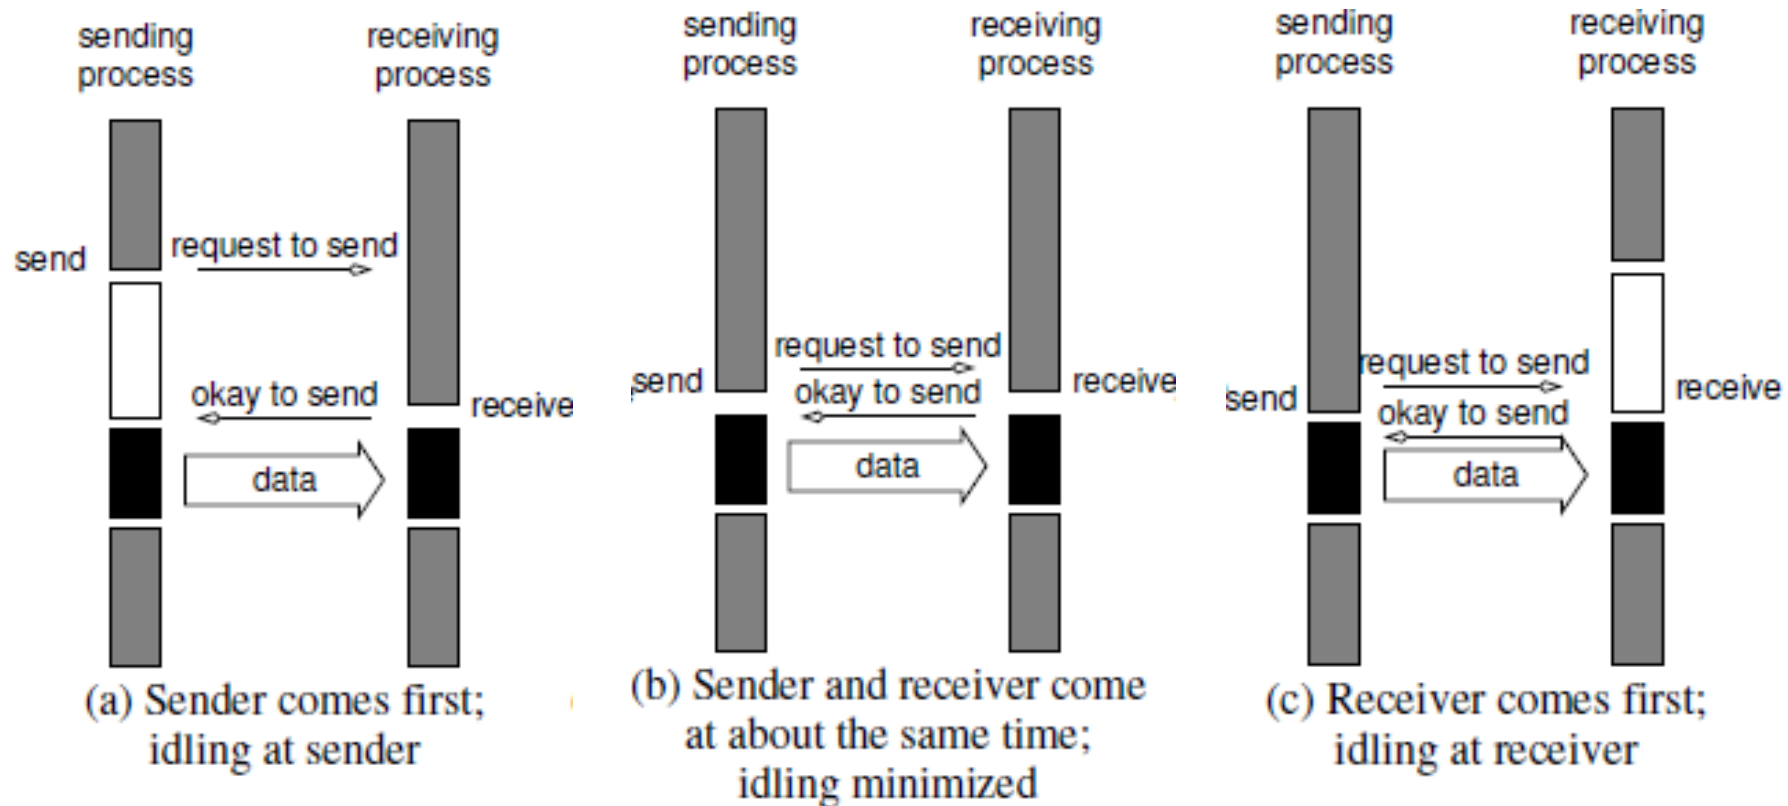 sending
process
receiving
process
send
request to send
okay to send
receive
data
(a) Sender comes first;
idling at sender
sending
process
receiving
process
request to send
send
okay to send
receive
data
(b) Sender and receiver come
at about the same time;
idling minimized
sending
process
receiving
process
request to send
send
okay to send
receive
data
(c) Receiver comes first;
idling at receiver